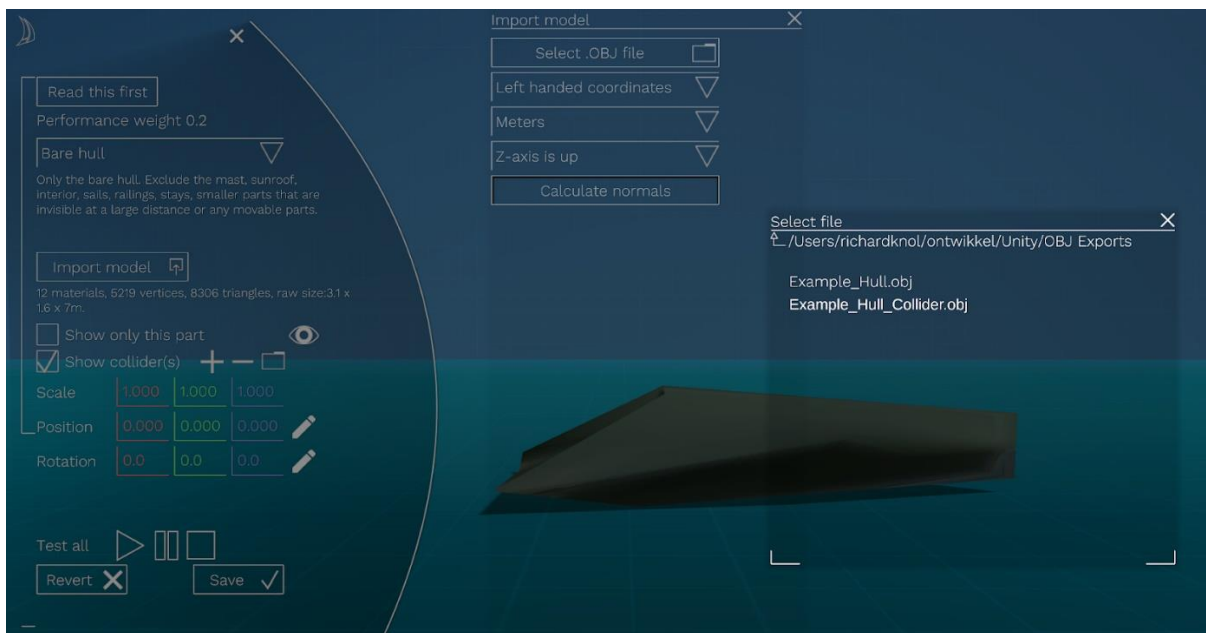 Read this first
Performance weight 0.2
Bare hull
Only the bare hull. Exclude the mast, sunroof,
interior, sails, railings, stays, smaller parts that are
invisible at a large distance or any movable parts.
Import model
12 materials, 5219 vertices, 8306 triangles, raw size:3.1 x
1.6 x 7m.
Show only this part
Show collider(s)
Scale 1.000 1.000 1.000
Position 0.000 0.000 0.000
Rotation 0.0 0.0 0.0
Test all
Revert Save
Import model
Select .OBJ file
Left handed coordinates
Meters
Z-axis is up
Calculate normals
Select file
/Users/richardknol/ontwikkel/Unity/OBJ Exports
Example_Hull.obj
Example_Hull_Collider.obj